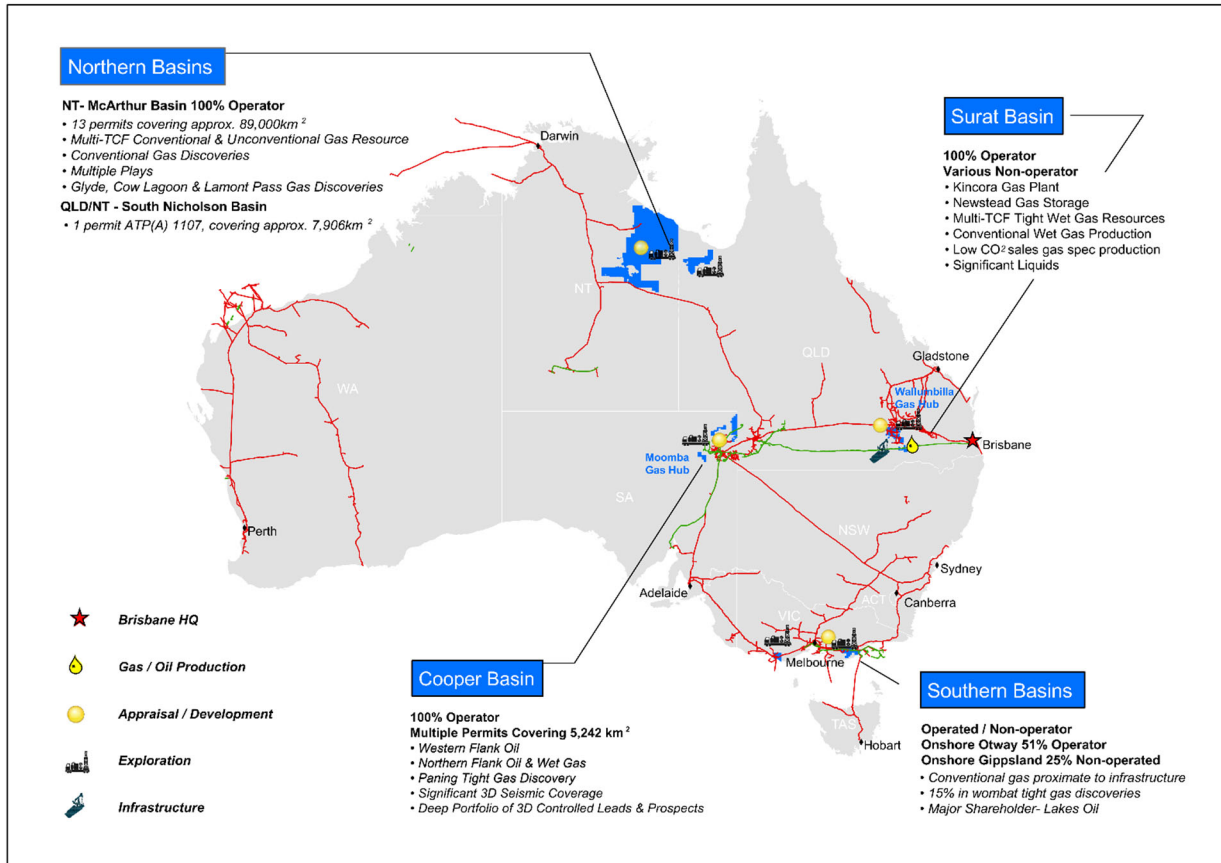 Northern Basins
NT- McArthur Basin 100% Operator
• 13 permits covering approx. 89,000km²
• Multi-TCF Conventional & Unconventional Gas Resource
• Conventional Gas Discoveries
• Multiple Plays
• Glyde, Cow Lagoon & Lamont Pass Gas Discoveries
QLD/NT - South Nicholson Basin
• 1 permit ATP(A) 1107, covering approx. 7,906km²
Surat Basin
100% Operator
Various Non-operator
• Kincora Gas Plant
• Newstead Gas Storage
• Multi-TCF Tight Wet Gas Resources
• Conventional Wet Gas Production
• Low CO² sales gas spec production
• Significant Liquids
Darwin
NT
WA
QLD
Gladstone
Wallumbilla
Gas Hub
Brisbane
Moomba
Gas Hub
SA
NSW
Perth
Sydney
Adelaide
ACT
Canberra
VIC
Melbourne
TAS
Hobart
Brisbane HQ
Gas / Oil Production
Appraisal / Development
Exploration
Infrastructure
Cooper Basin
100% Operator
Multiple Permits Covering 5,242 km²
• Western Flank Oil
• Northern Flank Oil & Wet Gas
• Paning Tight Gas Discovery
• Significant 3D Seismic Coverage
• Deep Portfolio of 3D Controlled Leads & Prospects
Southern Basins
Operated / Non-operator
Onshore Otway 51% Operator
Onshore Gippsland 25% Non-operated
• Conventional gas proximate to infrastructure
• 15% in wombat tight gas discoveries
• Major Shareholder- Lakes Oil